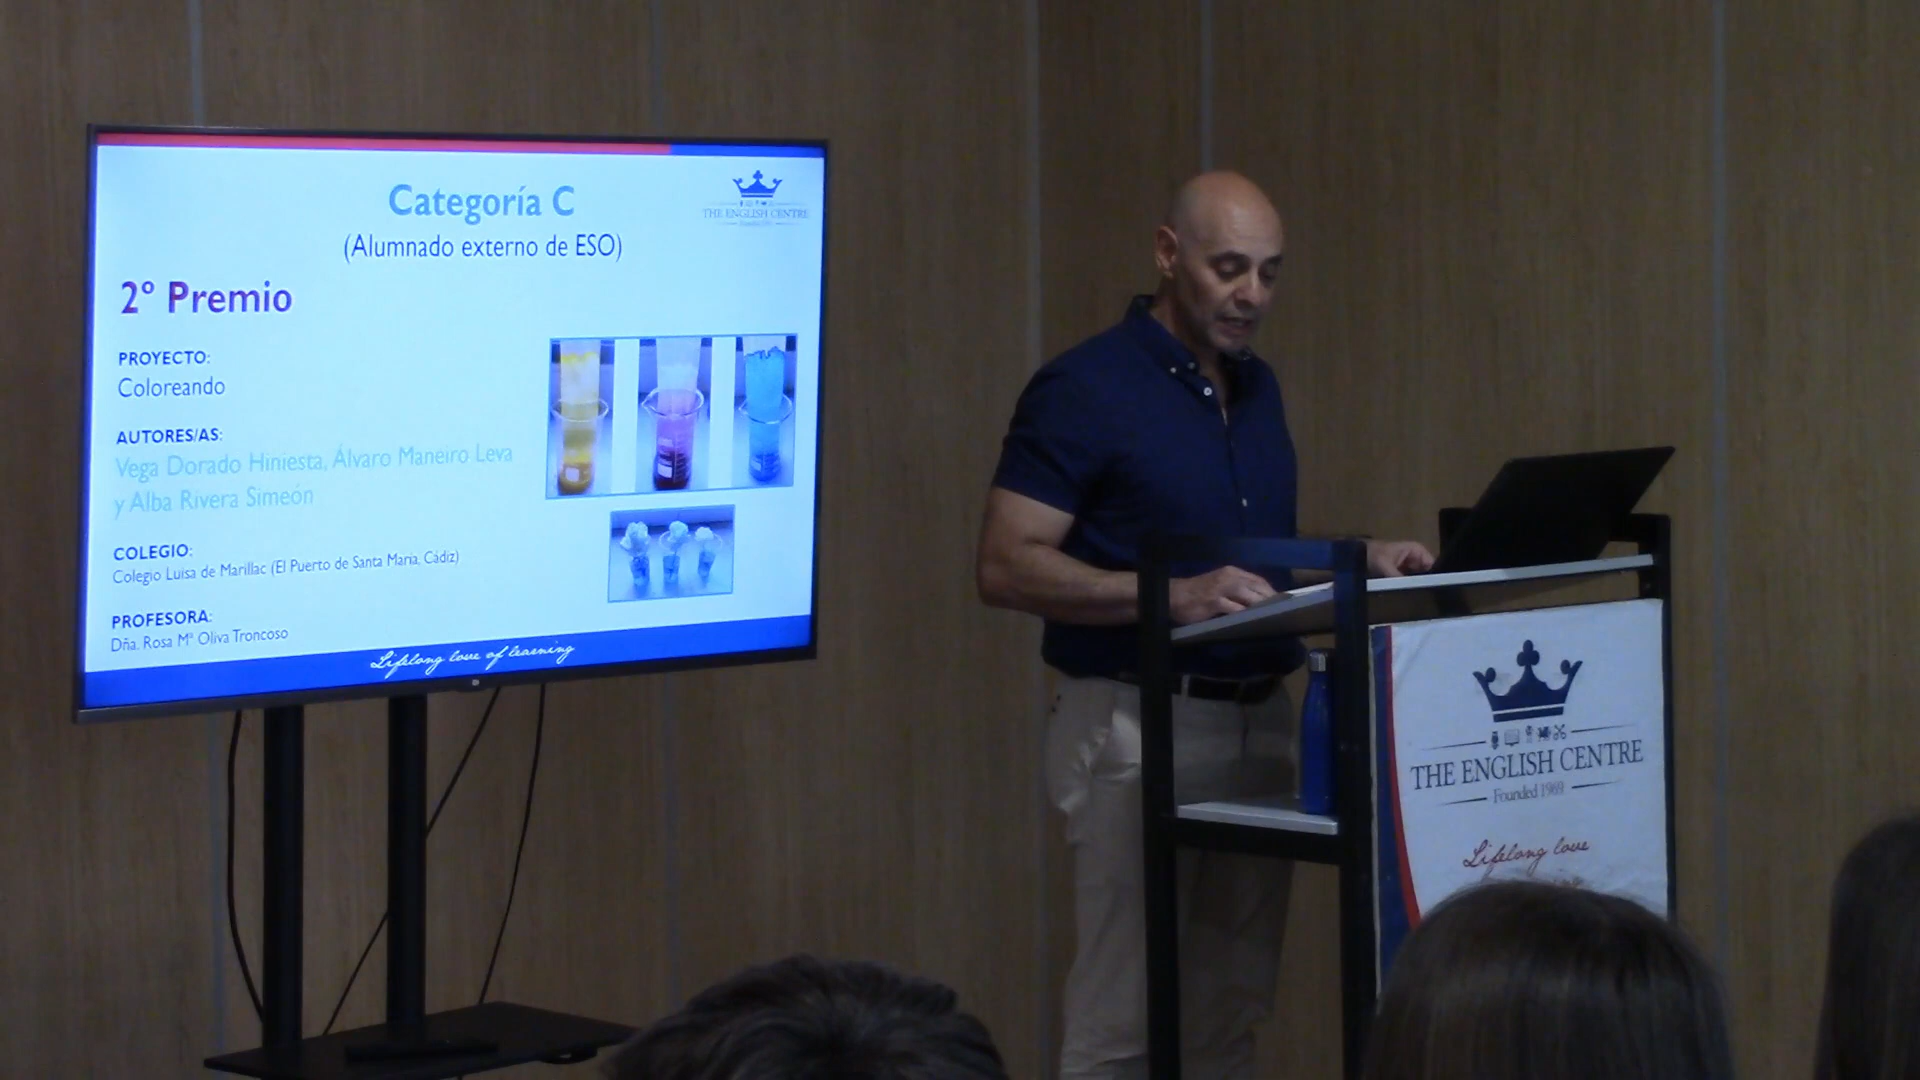 Categoría C
THE ENGLISH CENTRE
(Alumnado externo de ESO)
2º Premio
PROYECTO:
Coloreando
AUTORES/AS:
Vega Dorado Hiniesta, Álvaro Maneiro Leva
y Alba Rivera Simeón
COLEGIO:
Colegio Luisa de Marillac (El Puerto de Santa María, Cádiz)
PROFESORA:
Dña. Rosa Mª Oliva Troncoso
Lifelong love of learning
THE ENGLISH CENTRE
Founded 1969
Lifelong love